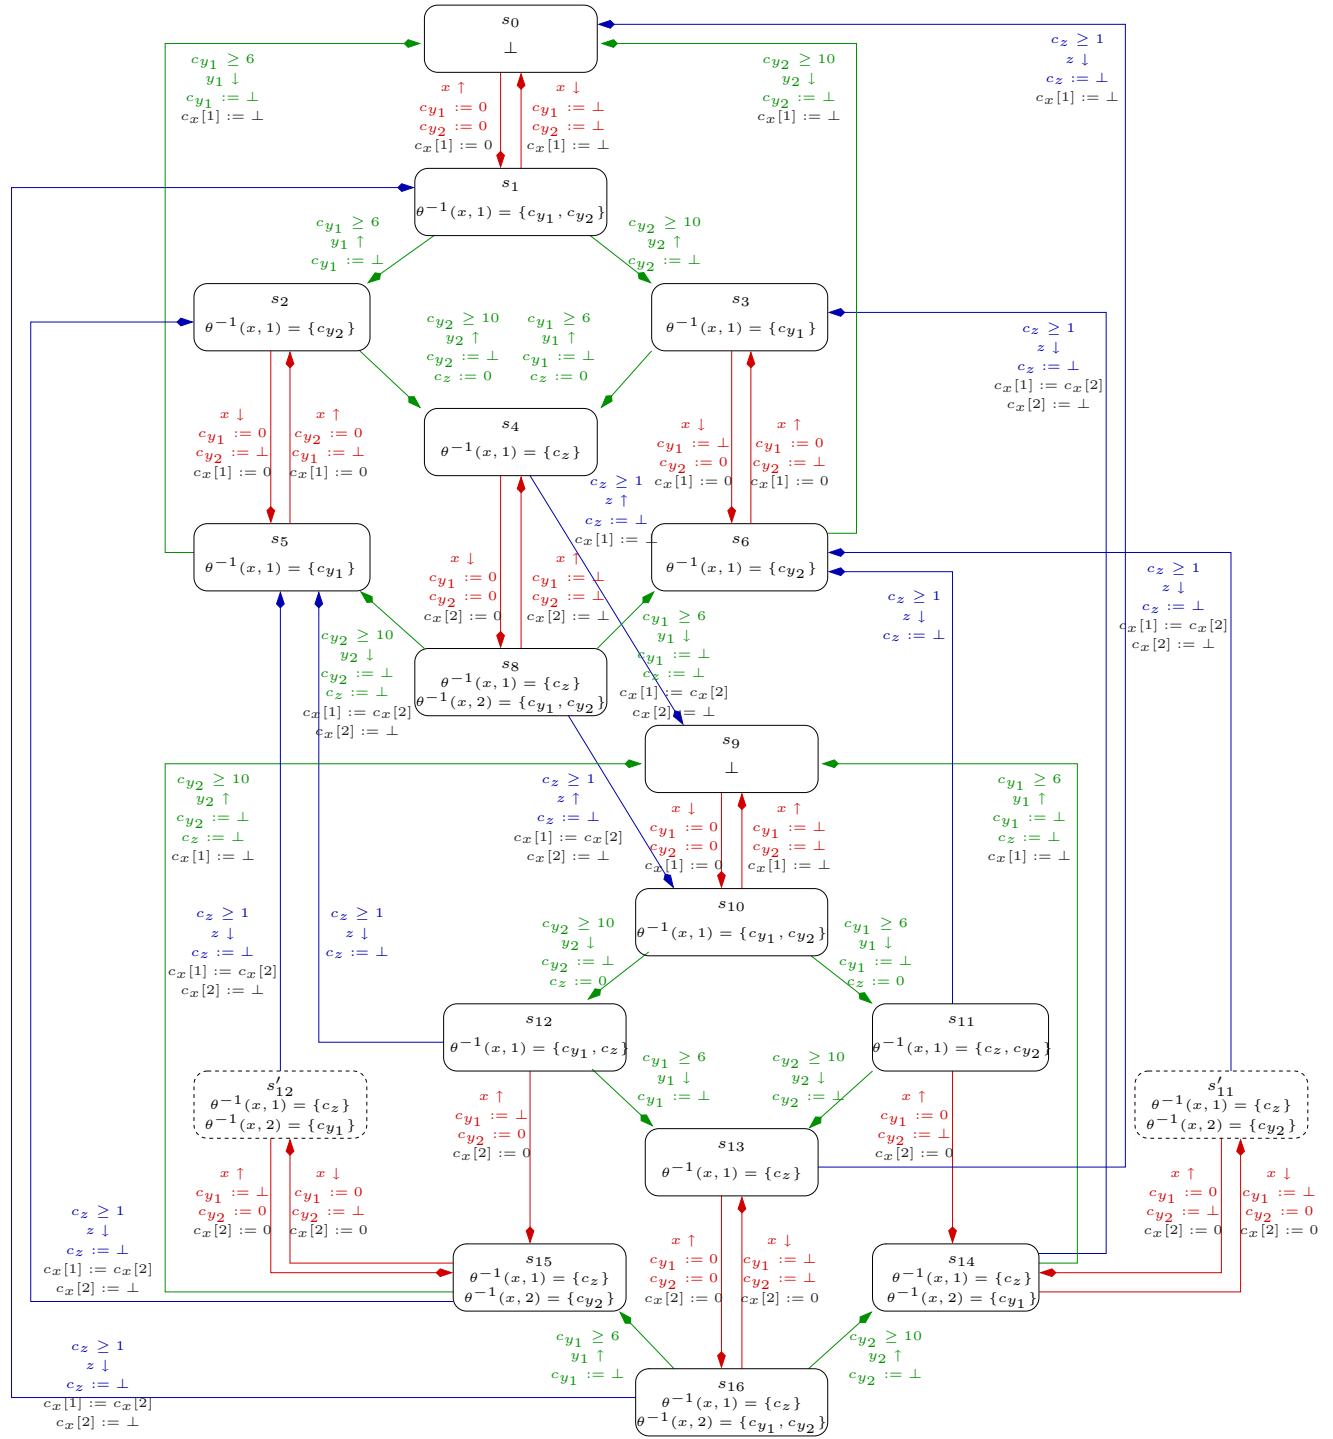 s₀
⊥
c_z ≥ 1
z ↓
c_z := ⊥
c_x[1] := ⊥
c_{y₁} ≥ 6
y₁ ↓
c_{y₁} := ⊥
c_x[1] := ⊥
c_{y₂} ≥ 10
y₂ ↓
c_{y₂} := ⊥
c_x[1] := ⊥
x ↑
c_{y₁} := 0
c_{y₂} := 0
c_x[1] := 0
x ↓
c_{y₁} := ⊥
c_{y₂} := ⊥
c_x[1] := ⊥
s₁
θ⁻¹(x, 1) = {c_{y₁}, c_{y₂}}
c_{y₁} ≥ 6
y₁ ↑
c_{y₁} := ⊥
c_{y₂} ≥ 10
y₂ ↑
c_{y₂} := ⊥
s₂
θ⁻¹(x, 1) = {c_{y₂}}
s₃
θ⁻¹(x, 1) = {c_{y₁}}
c_{y₂} ≥ 10
y₂ ↑
c_{y₂} := ⊥
c_z := 0
c_{y₁} ≥ 6
y₁ ↑
c_{y₁} := ⊥
c_z := 0
c_z ≥ 1
z ↓
c_z := ⊥
c_x[1] := c_x[2]
c_x[2] := ⊥
x ↓
c_{y₁} := 0
c_{y₂} := ⊥
c_x[1] := 0
x ↑
c_{y₂} := 0
c_{y₁} := ⊥
c_x[1] := 0
s₄
θ⁻¹(x, 1) = {c_z}
x ↓
c_{y₁} := ⊥
c_{y₂} := 0
c_x[1] := 0
x ↑
c_{y₁} := 0
c_{y₂} := ⊥
c_x[1] := 0
c_z ≥ 1
z ↑
c_z := ⊥
c_x[1] := ⊥
s₅
θ⁻¹(x, 1) = {c_{y₁}}
s₆
θ⁻¹(x, 1) = {c_{y₂}}
x ↓
c_{y₁} := 0
c_{y₂} := 0
c_x[2] := 0
x ↑
c_{y₁} := ⊥
c_{y₂} := ⊥
c_x[2] := ⊥
c_z ≥ 1
z ↓
c_z := ⊥
c_z ≥ 1
z ↓
c_z := ⊥
c_x[1] := c_x[2]
c_x[2] := ⊥
c_{y₂} ≥ 10
y₂ ↓
c_{y₂} := ⊥
c_z := ⊥
c_x[1] := c_x[2]
c_x[2] := ⊥
s₈
θ⁻¹(x, 1) = {c_z}
θ⁻¹(x, 2) = {c_{y₁}, c_{y₂}}
c_{y₁} ≥ 6
y₁ ↓
c_{y₁} := ⊥
c_z := ⊥
c_x[1] := c_x[2]
c_x[2] := ⊥
s₉
⊥
c_{y₂} ≥ 10
y₂ ↑
c_{y₂} := ⊥
c_z := ⊥
c_x[1] := ⊥
c_z ≥ 1
z ↑
c_z := ⊥
c_x[1] := c_x[2]
c_x[2] := ⊥
x ↓
c_{y₁} := 0
c_{y₂} := 0
c_x[1] := 0
x ↑
c_{y₁} := ⊥
c_{y₂} := ⊥
c_x[1] := ⊥
c_{y₁} ≥ 6
y₁ ↑
c_{y₁} := ⊥
c_z := ⊥
c_x[1] := ⊥
s₁₀
θ⁻¹(x, 1) = {c_{y₁}, c_{y₂}}
c_z ≥ 1
z ↓
c_z := ⊥
c_x[1] := c_x[2]
c_x[2] := ⊥
c_z ≥ 1
z ↓
c_z := ⊥
c_{y₂} ≥ 10
y₂ ↓
c_{y₂} := ⊥
c_z := 0
c_{y₁} ≥ 6
y₁ ↓
c_{y₁} := ⊥
c_z := 0
s₁₂
θ⁻¹(x, 1) = {c_{y₁}, c_z}
s₁₁
θ⁻¹(x, 1) = {c_z, c_{y₂}}
c_{y₁} ≥ 6
y₁ ↓
c_{y₁} := ⊥
c_{y₂} ≥ 10
y₂ ↓
c_{y₂} := ⊥
s′₁₂
θ⁻¹(x, 1) = {c_z}
θ⁻¹(x, 2) = {c_{y₁}}
s′₁₁
θ⁻¹(x, 1) = {c_z}
θ⁻¹(x, 2) = {c_{y₂}}
x ↑
c_{y₁} := ⊥
c_{y₂} := 0
c_x[2] := 0
s₁₃
θ⁻¹(x, 1) = {c_z}
x ↑
c_{y₁} := 0
c_{y₂} := ⊥
c_x[2] := 0
x ↑
c_{y₁} := ⊥
c_{y₂} := 0
c_x[2] := 0
x ↓
c_{y₁} := 0
c_{y₂} := ⊥
c_x[2] := 0
x ↑
c_{y₁} := 0
c_{y₂} := ⊥
c_x[2] := 0
x ↓
c_{y₁} := ⊥
c_{y₂} := 0
c_x[2] := 0
c_z ≥ 1
z ↓
c_z := ⊥
c_x[1] := c_x[2]
c_x[2] := ⊥
s₁₅
θ⁻¹(x, 1) = {c_z}
θ⁻¹(x, 2) = {c_{y₂}}
x ↑
c_{y₁} := 0
c_{y₂} := 0
c_x[2] := 0
x ↓
c_{y₁} := ⊥
c_{y₂} := ⊥
c_x[2] := 0
s₁₄
θ⁻¹(x, 1) = {c_z}
θ⁻¹(x, 2) = {c_{y₁}}
c_z ≥ 1
z ↓
c_z := ⊥
c_x[1] := c_x[2]
c_x[2] := ⊥
c_{y₁} ≥ 6
y₁ ↑
c_{y₁} := ⊥
c_{y₂} ≥ 10
y₂ ↑
c_{y₂} := ⊥
s₁₆
θ⁻¹(x, 1) = {c_z}
θ⁻¹(x, 2) = {c_{y₁}, c_{y₂}}